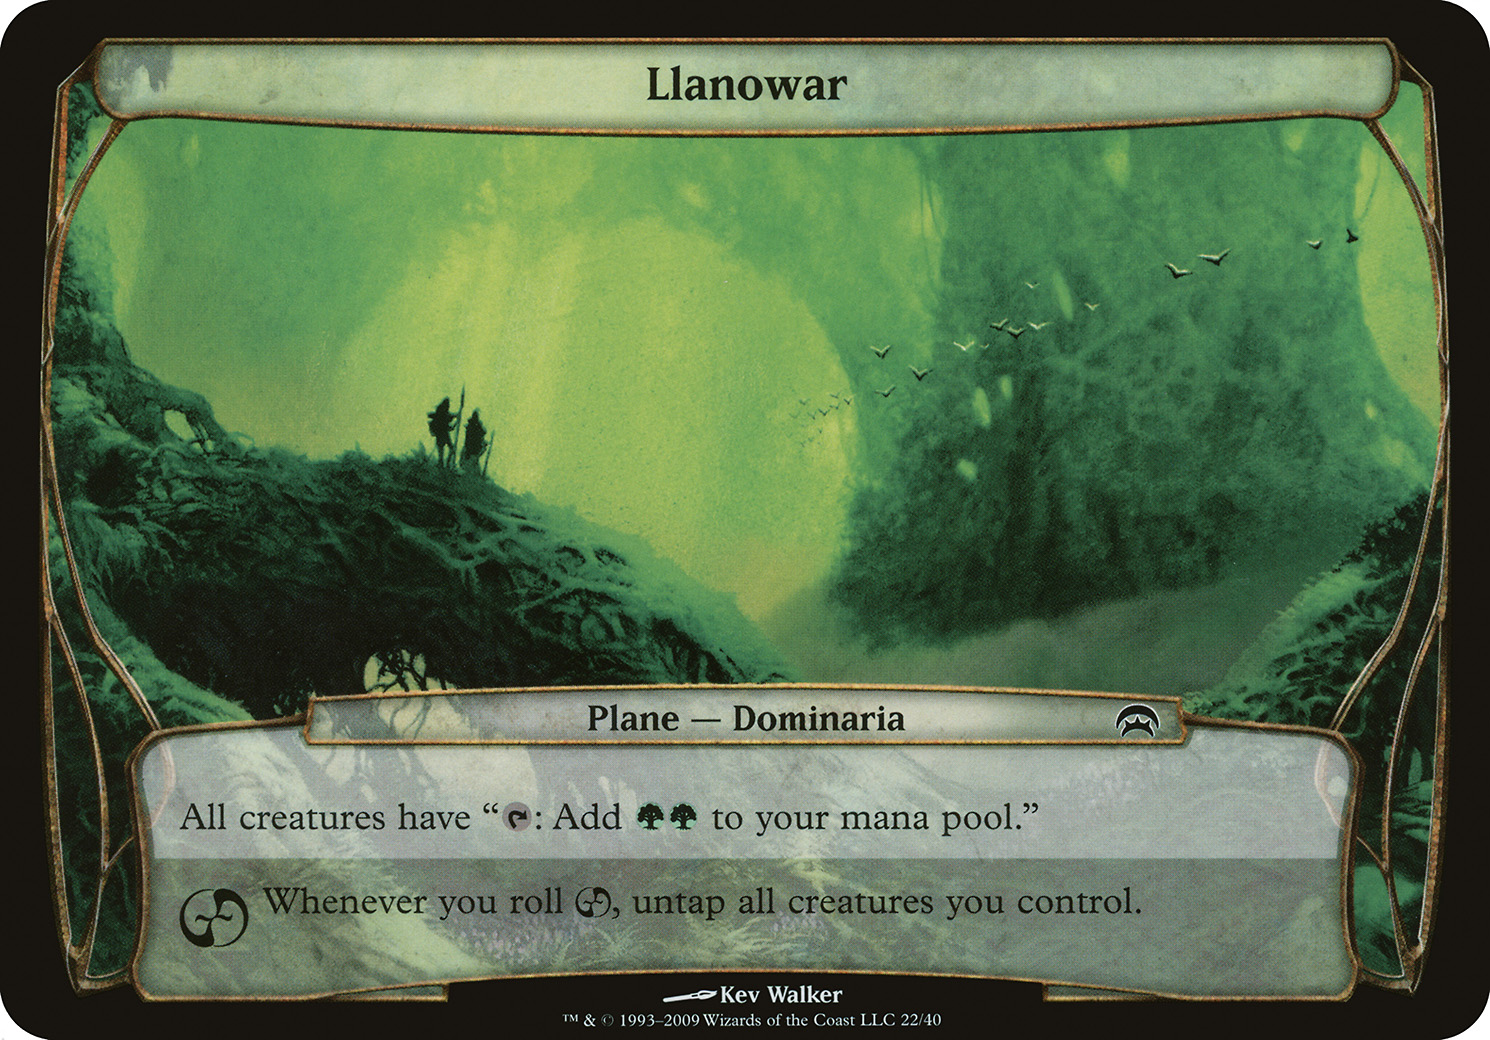 Llanowar
Plane — Dominaria
All creatures have “: Add to your mana pool.”
Whenever you roll , untap all creatures you control.
Kev Walker
™ & © 1993–2009 Wizards of the Coast LLC 22/40